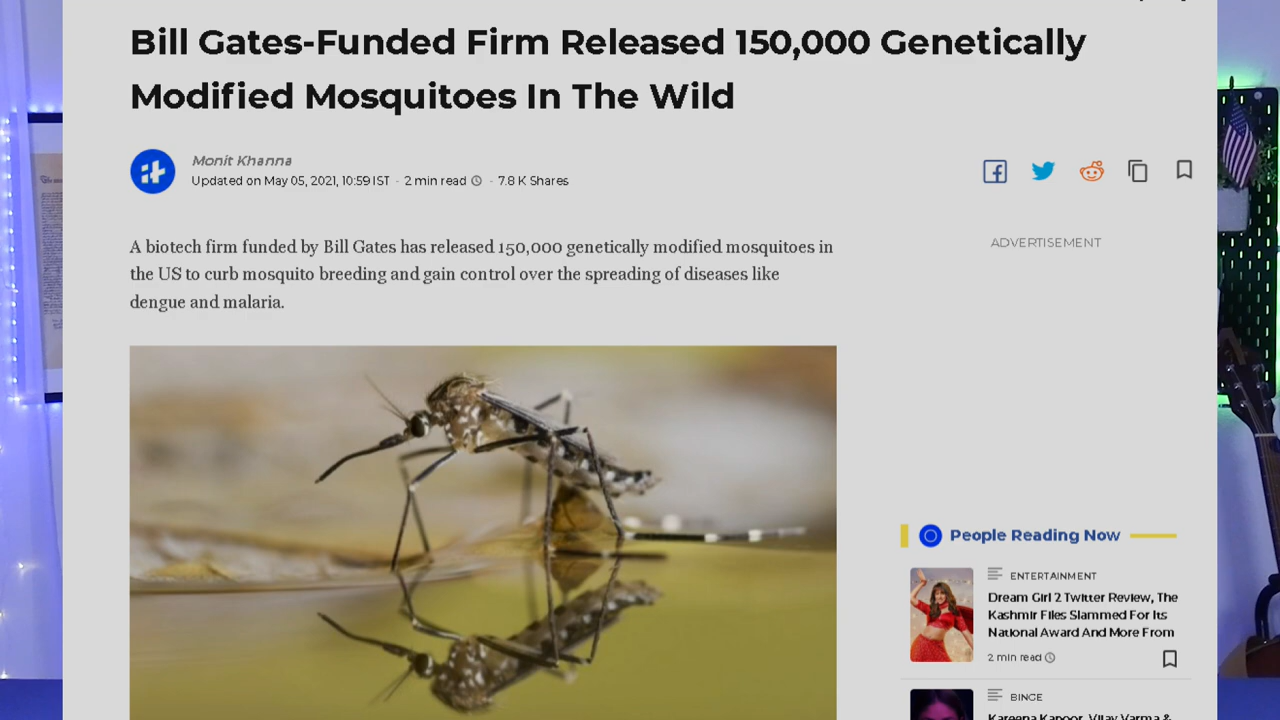 Bill Gates-Funded Firm Released 150,000 Genetically
Modified Mosquitoes In The Wild
Monit Khanna
Updated on May 05, 2021, 10:59 IST - 2 min read - 7.8 K Shares
A biotech firm funded by Bill Gates has released 150,000 genetically modified mosquitoes in
the US to curb mosquito breeding and gain control over the spreading of diseases like
dengue and malaria.
ADVERTISEMENT
People Reading Now
ENTERTAINMENT
Dream Girl 2 Twitter Review, The
Kashmir Files Slammed For Its
National Award And More From
2 min read
BINGE
Kareena Kapoor, Vijay Varma &